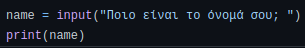 name = input("Ποιο είναι το όνομά σου; ")
print(name)